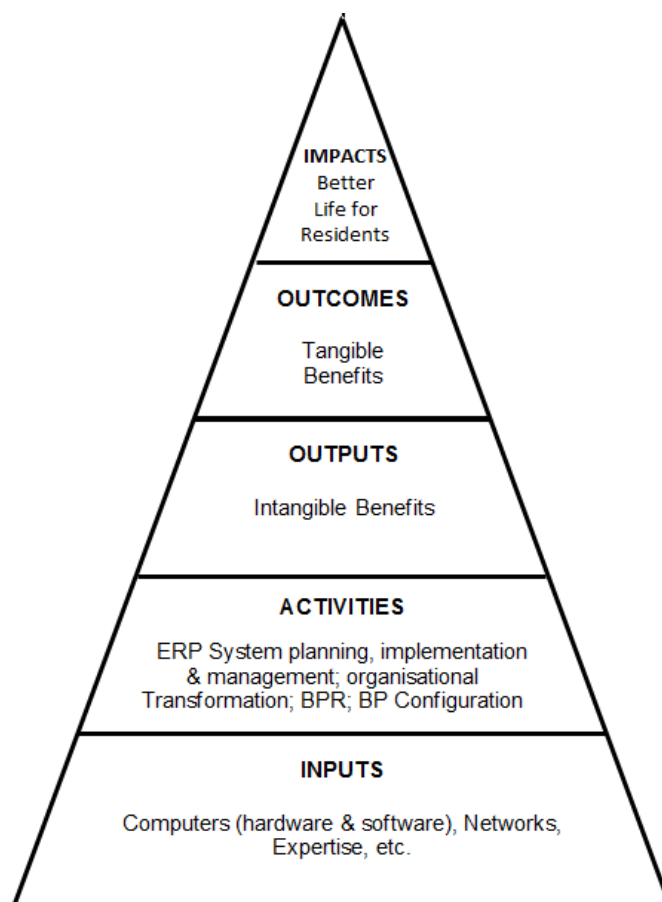 IMPACTS
Better
Life for
Residents
OUTCOMES
Tangible
Benefits
OUTPUTS
Intangible Benefits
ACTIVITIES
ERP System planning, implementation
& management; organisational
Transformation; BPR; BP Configuration
INPUTS
Computers (hardware & software), Networks,
Expertise, etc.